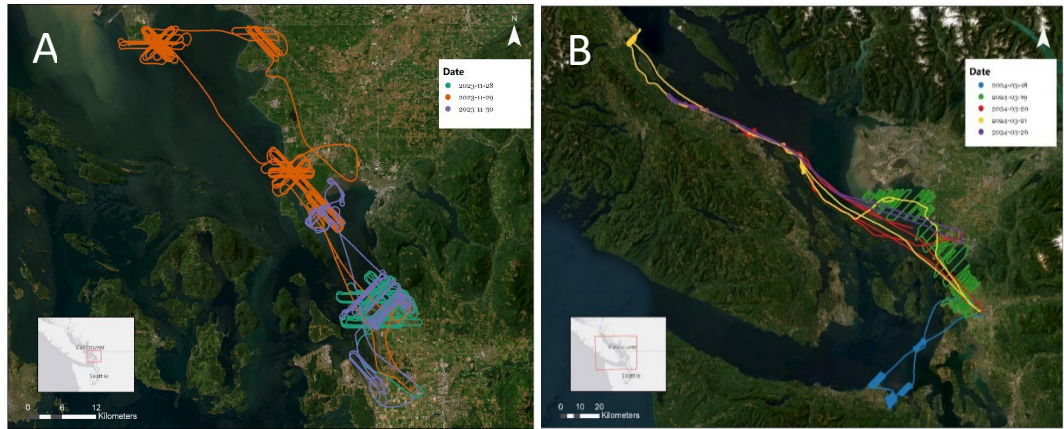 A
N
Date
2023-11-28
2023-11-29
2023 11 30
Vancouver
Seattle
0 6 12
Kilometers
B
N
Date
2024-03-18
2024-03-19
2024-03-20
2024-03-21
2024-03-26
Vancouver
Seattle
0 10 20
Kilometers